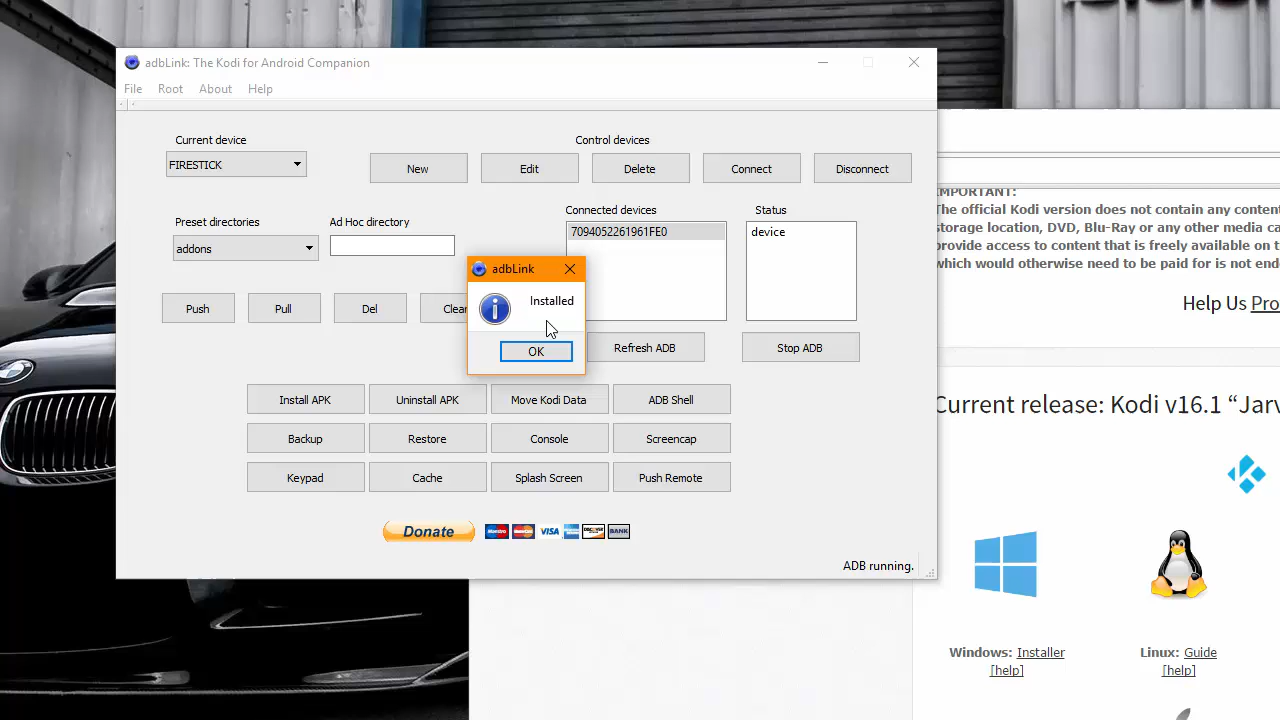 adbLink: The Kodi for Android Companion
File Root About Help
Current device
Control devices
FIRESTICK
New Edit Delete Connect Disconnect
Preset directories
Ad Hoc directory
Connected devices
Status
addons
7094052261961FE0
device
adbLink
Installed
OK
Push Pull Del Clear
Refresh ADB Stop ADB
Install APK Uninstall APK Move Kodi Data ADB Shell
Backup Restore Console Screencap
Keypad Cache Splash Screen Push Remote
Donate
VISA
BANK
ADB running.
IMPORTANT:
The official Kodi version does not contain any content
storage location, DVD, Blu-Ray or any other media ca
provide access to content that is freely available on t
which would otherwise need to be paid for is not end
Help Us Pro
Current release: Kodi v16.1 “Jarv
Windows: Installer
[help]
Linux: Guide
[help]